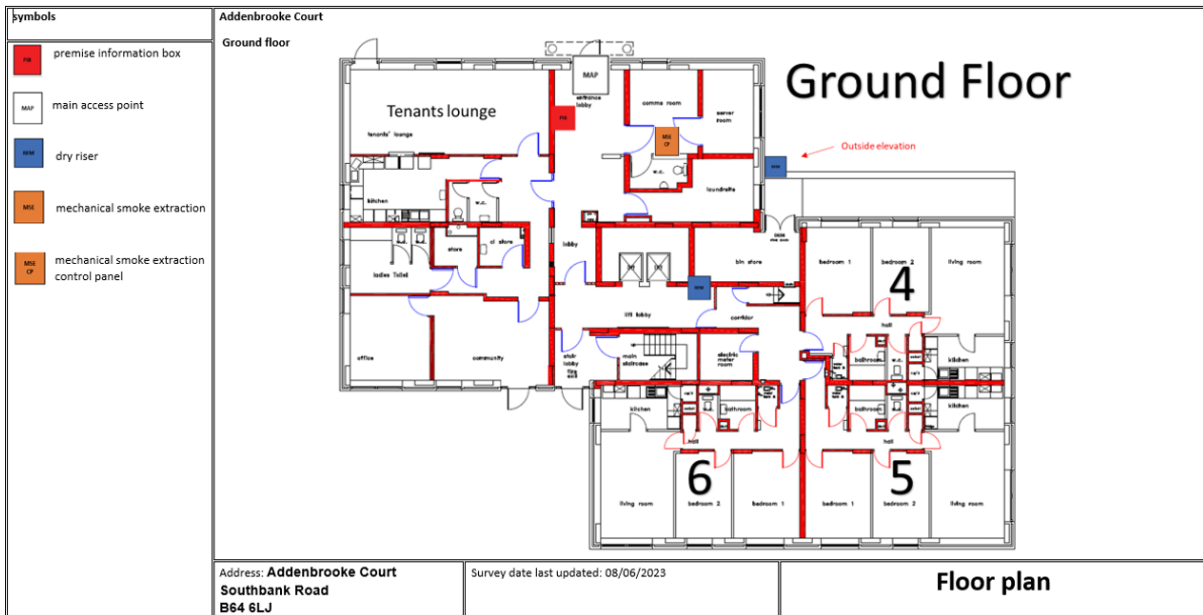 symbols
PIB
premise information box
MAP
main access point
dry riser
MSE
mechanical smoke extraction
MSE
CP
mechanical smoke extraction
control panel
Addenbrooke Court
Ground floor
Ground Floor
MAP
entrance
lobby
PIB
comms room
server
room
MSE
CP
Tenants lounge
tenants' lounge
Outside elevation
w.c.
laundrette
kitchen
w.c.
store
cl. store
ladies Toilet
lobby
bin store
bedroom 1
bedroom 2
living room
4
lift lobby
corridor
hall
office
community
stair
lobby
fire
exit
main
staircase
electric
meter
room
bathroom
w.c.
kitchen
kitchen
w.c.
bathroom
bathroom
w.c.
kitchen
hall
hall
6
5
living room
bedroom 2
bedroom 1
bedroom 1
bedroom 2
living room
Address: Addenbrooke Court
Southbank Road
B64 6LJ
Survey date last updated: 08/06/2023
Floor plan